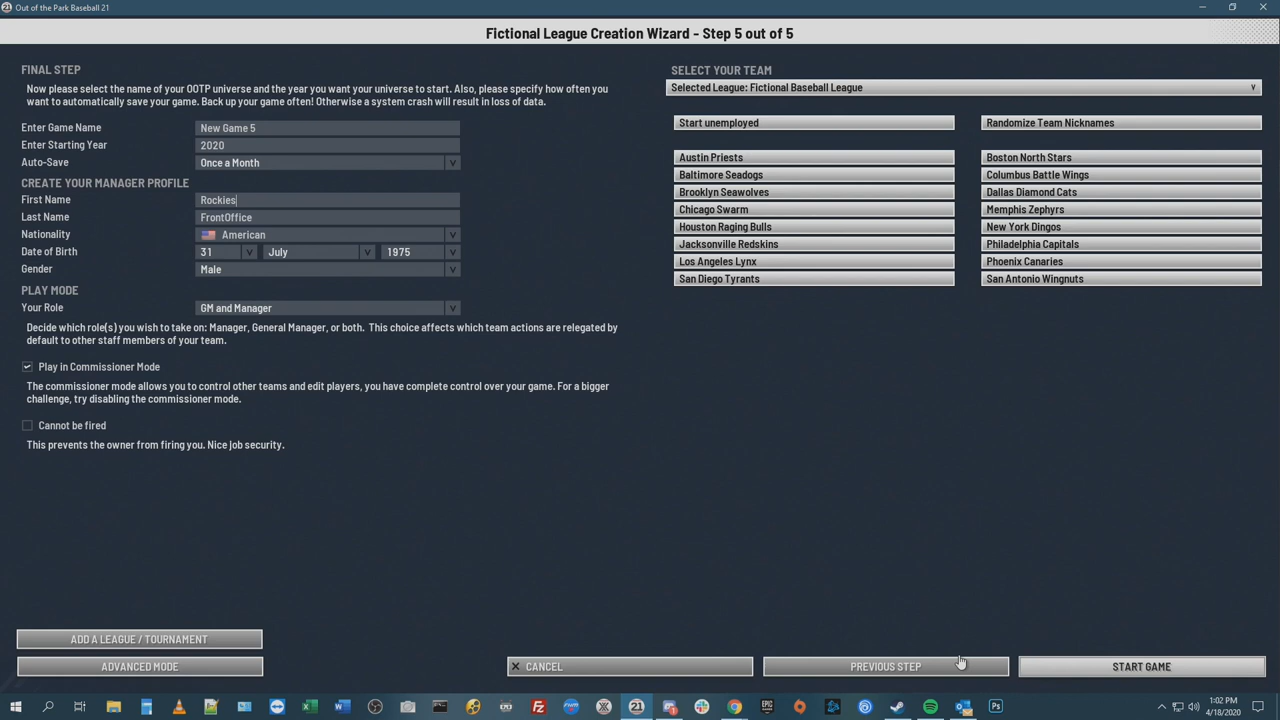 Out of the Park Baseball 21
Fictional League Creation Wizard - Step 5 out of 5
FINAL STEP
Now please select the name of your OOTP universe and the year you want your universe to start. Also, please specify how often you
want to automatically save your game. Back up your game often! Otherwise a system crash will result in loss of data.
Enter Game Name
New Game 5
Enter Starting Year
2020
Auto-Save
Once a Month
CREATE YOUR MANAGER PROFILE
First Name
Rockies
Last Name
FrontOffice
Nationality
American
Date of Birth
31 July 1975
Gender
Male
PLAY MODE
Your Role
GM and Manager
Decide which role(s) you wish to take on: Manager, General Manager, or both. This choice affects which team actions are relegated by
default to other staff members of your team.
Play in Commissioner Mode
The commissioner mode allows you to control other teams and edit players, you have complete control over your game. For a bigger
challenge, try disabling the commissioner mode.
Cannot be fired
This prevents the owner from firing you. Nice job security.
SELECT YOUR TEAM
Selected League: Fictional Baseball League
Start unemployed
Randomize Team Nicknames
Austin Priests
Boston North Stars
Baltimore Seadogs
Columbus Battle Wings
Brooklyn Seawolves
Dallas Diamond Cats
Chicago Swarm
Memphis Zephyrs
Houston Raging Bulls
New York Dingos
Jacksonville Redskins
Philadelphia Capitals
Los Angeles Lynx
Phoenix Canaries
San Diego Tyrants
San Antonio Wingnuts
ADD A LEAGUE / TOURNAMENT
ADVANCED MODE
CANCEL
PREVIOUS STEP
START GAME
1:02 PM
4/18/2020